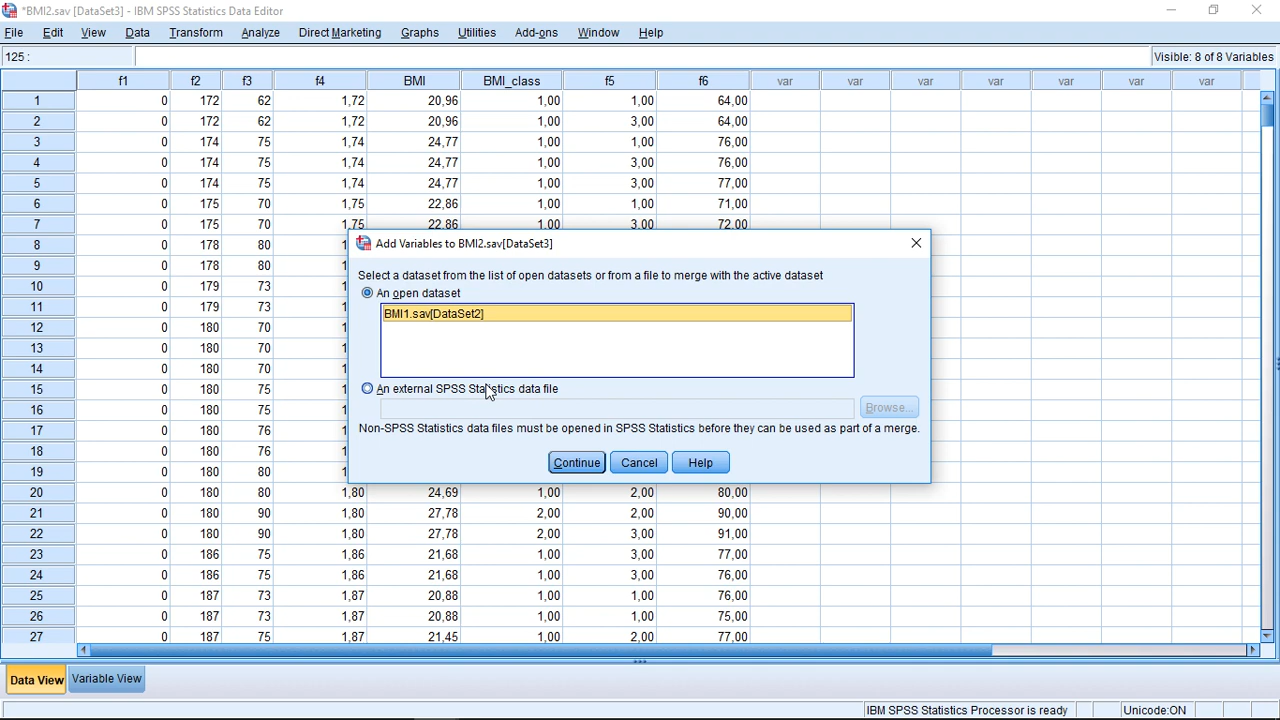 *BMI2.sav [DataSet3] - IBM SPSS Statistics Data Editor
File Edit View Data Transform Analyze Direct Marketing Graphs Utilities Add-ons Window Help
125 : Visible: 8 of 8 Variables
f1 f2 f3 f4 BMI BMI_class f5 f6 var var var var var var var
1 0 172 62 1,72 20,96 1,00 1,00 64,00
2 0 172 62 1,72 20,96 1,00 3,00 64,00
3 0 174 75 1,74 24,77 1,00 1,00 76,00
4 0 174 75 1,74 24,77 1,00 3,00 76,00
5 0 174 75 1,74 24,77 1,00 3,00 77,00
6 0 175 70 1,75 22,86 1,00 1,00 71,00
7 0 175 70 1,75 22,86 1,00 3,00 72,00
8 0 178 80
9 0 178 80
10 0 179 73
11 0 179 73
12 0 180 70
13 0 180 70
14 0 180 70
15 0 180 75
16 0 180 75
17 0 180 76
18 0 180 76
19 0 180 80
20 0 180 80 1,80 24,69 1,00 2,00 80,00
21 0 180 90 1,80 27,78 2,00 2,00 90,00
22 0 180 90 1,80 27,78 2,00 3,00 91,00
23 0 186 75 1,86 21,68 1,00 3,00 77,00
24 0 186 75 1,86 21,68 1,00 3,00 76,00
25 0 187 73 1,87 20,88 1,00 1,00 75,00
26 0 187 73 1,87 20,88 1,00 1,00 76,00
27 0 187 75 1,87 21,45 1,00 2,00 77,00
Add Variables to BMI2.sav[DataSet3]
Select a dataset from the list of open datasets or from a file to merge with the active dataset
An open dataset
BMI1.sav[DataSet2]
An external SPSS Statistics data file
Browse...
Non-SPSS Statistics data files must be opened in SPSS Statistics before they can be used as part of a merge.
Continue Cancel Help
Data View Variable View
IBM SPSS Statistics Processor is ready Unicode:ON